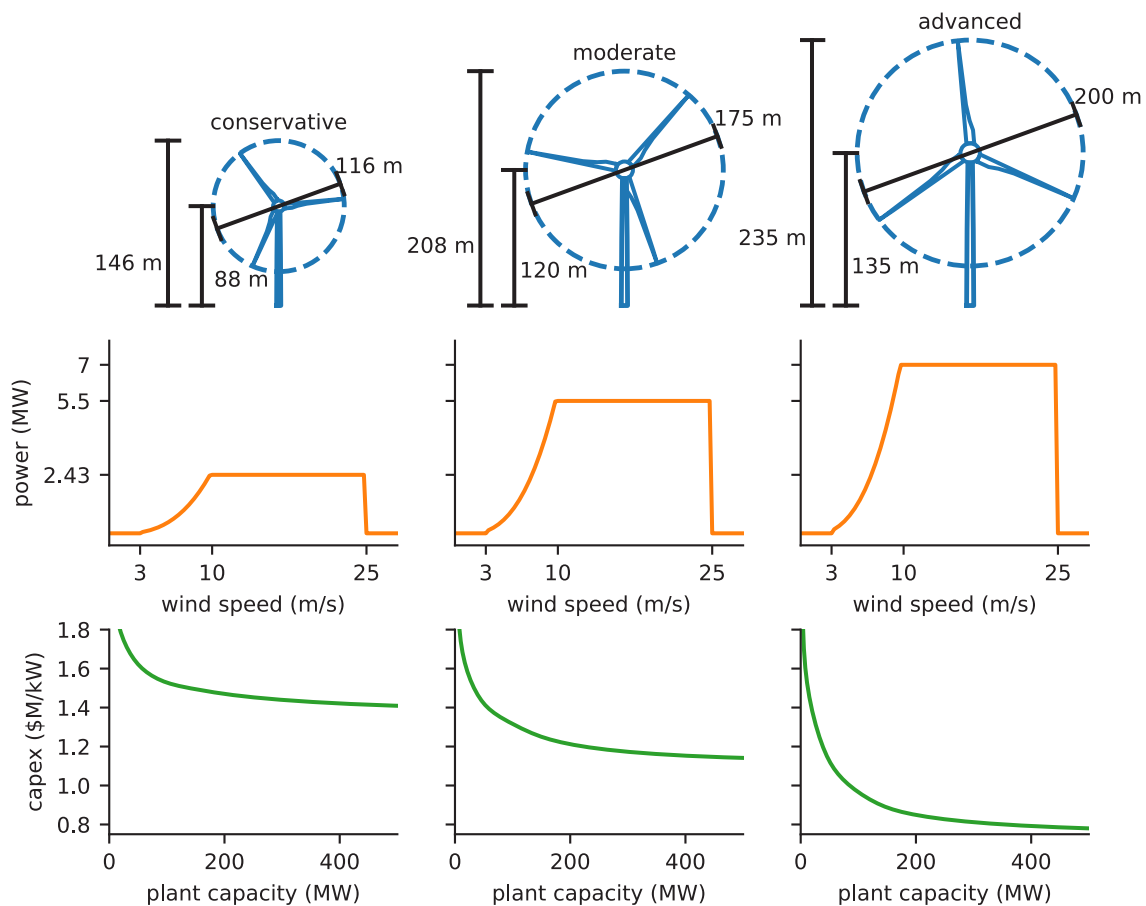 advanced
moderate
conservative
200 m
175 m
116 m
146 m
88 m
208 m
120 m
235 m
135 m
power (MW)
7
5.5
2.43
3 10 25
3 10 25
3 10 25
wind speed (m/s)
wind speed (m/s)
wind speed (m/s)
capex ($M/kW)
1.8
1.6
1.4
1.2
1.0
0.8
0 200 400
0 200 400
0 200 400
plant capacity (MW)
plant capacity (MW)
plant capacity (MW)